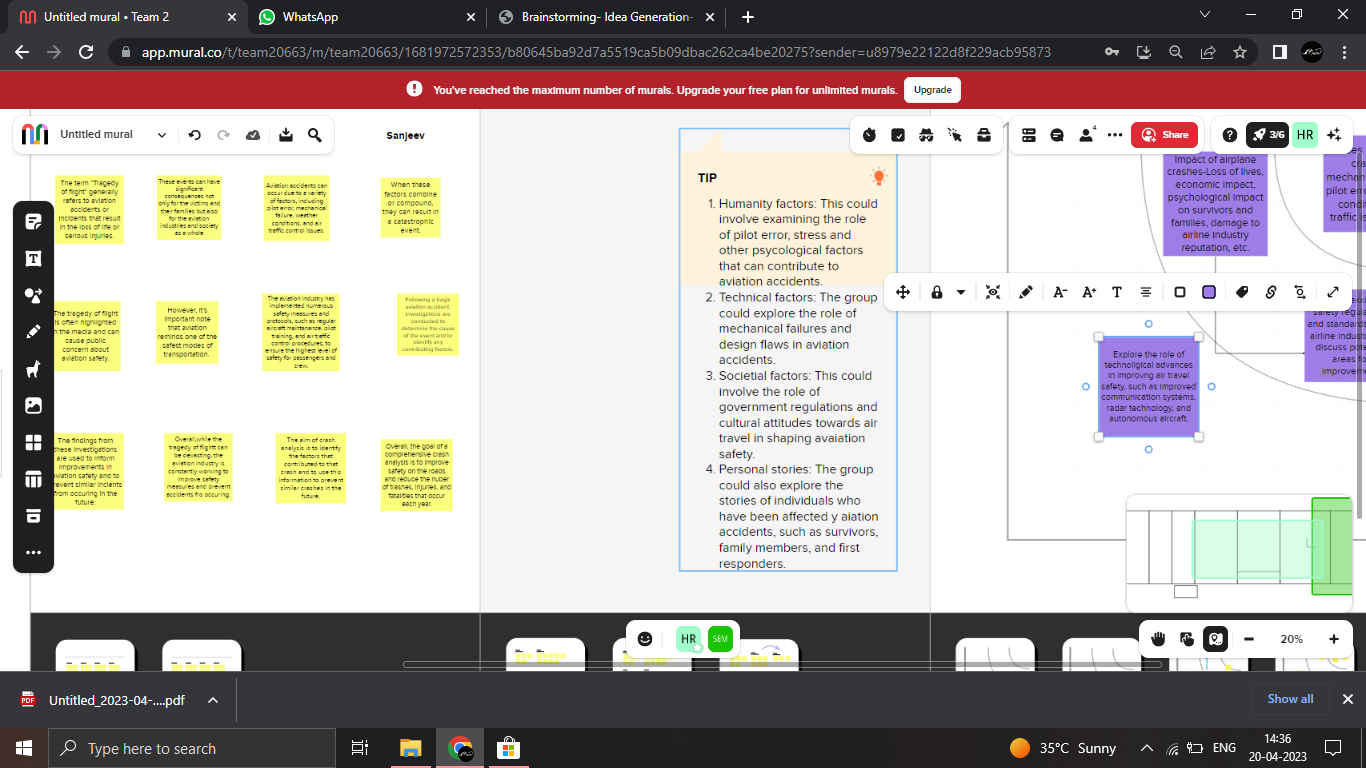 Untitled mural • Team 2
WhatsApp
Brainstorming- Idea Generation-
app.mural.co/t/team20663/m/team20663/1681972572353/b80645ba92d7a5519ca5b09dbac262ca4be20275?sender=u8979e22122d8f229acb95873
You've reached the maximum number of murals. Upgrade your free plan for unlimited murals.
Upgrade
Untitled mural
Sanjeev
4
Share
3/6
HR
The term "Tragedy
of flight" generally
refers to aviation
accidents or
incidents that result
in the loss of life or
serious injuries.
These events can have
significant
consequences not
only for the victims and
their families but also
for the aviation
industries and society
as a whole
Aviation accidents can
occur due to a variety of
factors, including
pilot error, mechanical
failure, weather
conditions, and air
traffic control issues.
When these
factors combine
or compound,
they can result in
a catastrophic
event.
The tragedy of flight
is often highlighted
in the media and can
cause public
concern about
aviation safety.
However, It's
important note
that aviation
reminds one of the
safest modes of
transportation.
The aviation industry has
implemented numerous
safety measures and
protocols, such as regular
aircraft maintenance, pilot
training, and air traffic
control procedures, to
ensure the highest level of
safety for passengers and
crew.
Following a tragic
aviation accident,
investigations are
conducted to
determine the cause
of the event and to
identify any
contributing factors.
The findings from
these investigations
are used to inform
improvements in
aviation safety and to
prevent similar incients
from occuring in the
future.
Overall,while the
tragedy of flightt can
be devasting, the
aviation industry is
constantly working to
improve safety
measures and prevent
accidents fro occuring.
The aim of crash
analysis is to identify
the factors that
contributed to that
crash and to use this
information to prevent
similar crashes in the
future.
Overall, the goal of a
comprehensive crash
analysis is to improve
safety on the roads
and reduce the nuber
of trashes, injuries, and
fatalities that occur
each year.
TIP
1. Humanity factors: This could
involve examining the role
of pilot error, stress and
other psycological factors
that can contribute to
aviation accidents.
2. Technical factors: The group
could explore the role of
mechanical failures and
design flaws in aviation
accidents.
3. Societial factors: This could
involve the role of
government regulations and
cultural attitudes towards air
travel in shaping avaiation
safety.
4. Personal stories: The group
could also explore the
stories of individuals who
have been affected y aiation
accidents, such as survivors,
family members, and first
responders.
Impact of airplane
crashes-Loss of lives,
economic impact,
psychological impact
on survivors and
families, damage to
airline industry
reputation, etc.
es
cra
mechan
pilot erro
condi
traffic is
A-
A+
T
safety regula
and standards
airline indust
discuss pote
areas fo
improveme
Explore the role of
technoligical advances
in improvng air travel
safety, such as improved
communication systems,
radar technology, and
autonomous aircraft.
HR
SEM
20%
Untitled_2023-04-....pdf
Show all
Type here to search
35°C Sunny
ENG
14:36
20-04-2023